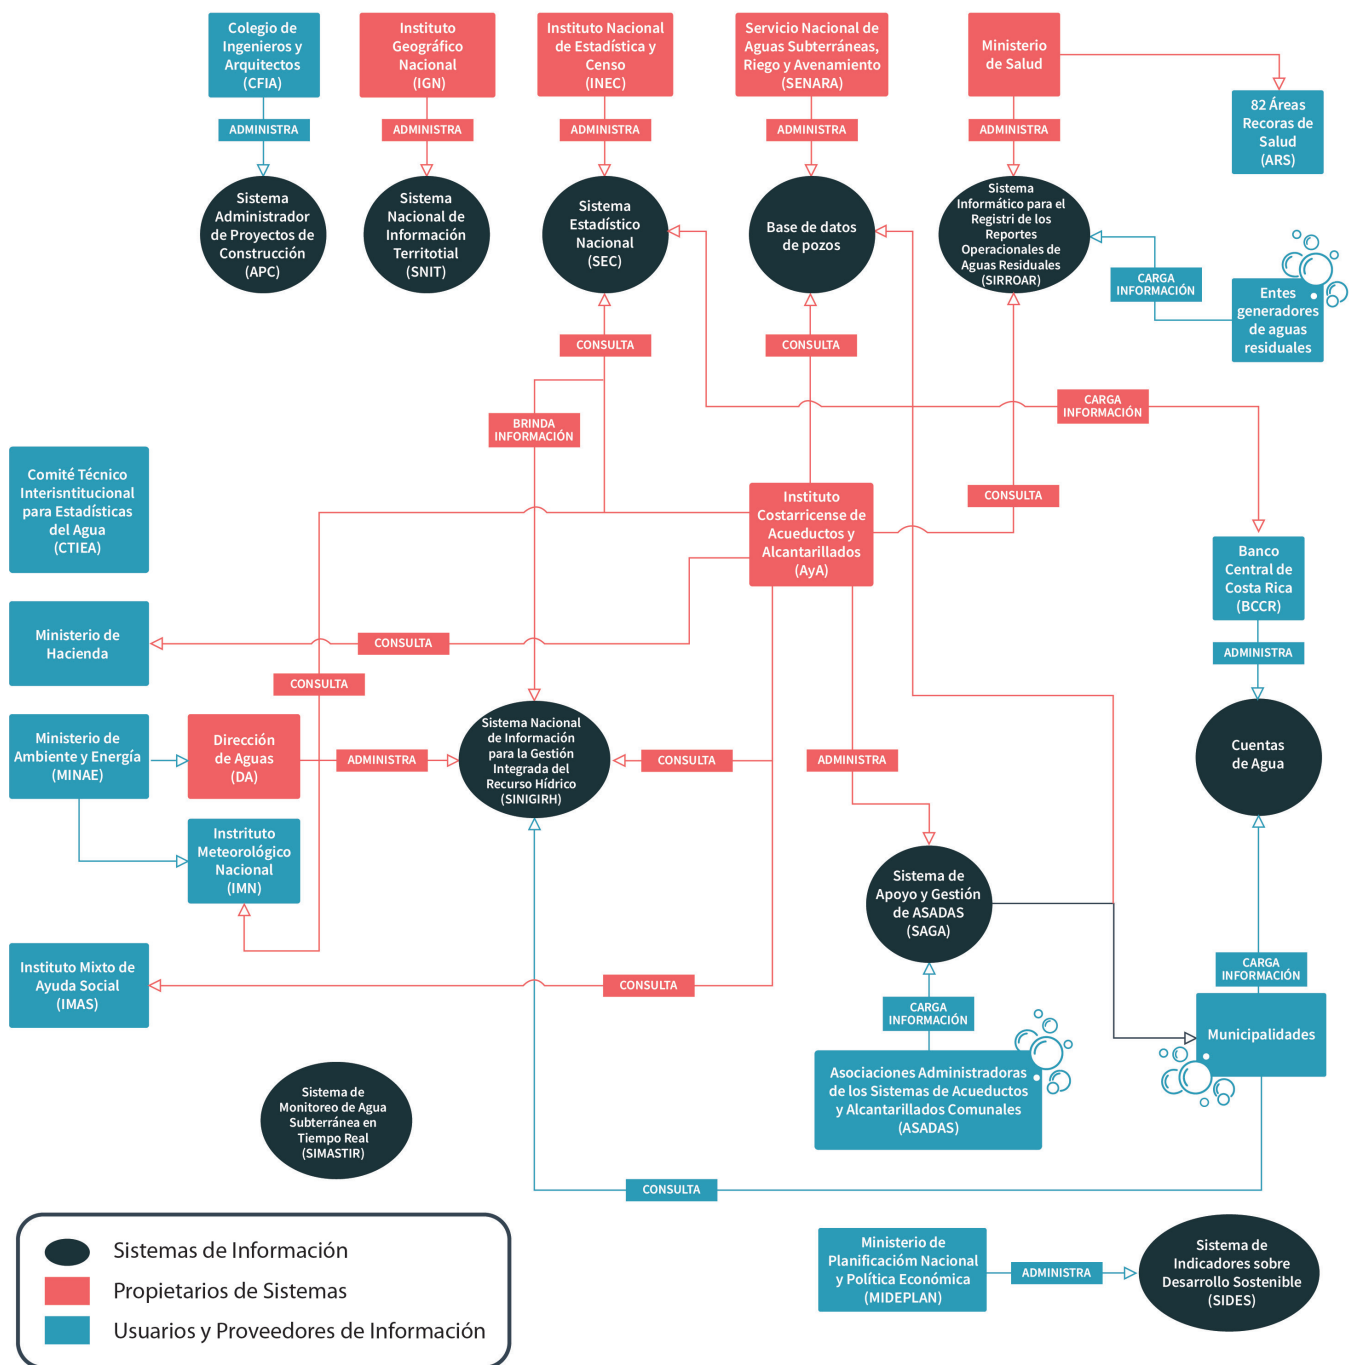 Colegio de
Ingenieros y
Arquitectos
(CFIA)
Instituto
Geográfico
Nacional
(IGN)
Instituto Nacional
de Estadística y
Censo
(INEC)
Servicio Nacional de
Aguas Subterráneas,
Riego y Avenamiento
(SENARA)
Ministerio
de Salud
82 Áreas
Recoras de
Salud
(ARS)
ADMINISTRA
ADMINISTRA
ADMINISTRA
ADMINISTRA
ADMINISTRA
Sistema
Administrador
de Proyectos de
Construcción
(APC)
Sistema
Nacional de
Información
Territotial
(SNIT)
Sistema
Estadístico
Nacional
(SEC)
Base de datos
de pozos
Sistema
Informático para el
Registri de los
Reportes
Operacionales de
Aguas Residuales
(SIRROAR)
CARGA
INFORMACIÓN
Entes
generadores
de aguas
residuales
CONSULTA
CONSULTA
BRINDA
INFORMACIÓN
CARGA
INFORMACIÓN
Comité Técnico
Interisntitucional
para Estadísticas
del Agua
(CTIEA)
Instituto
Costarricense de
Acueductos y
Alcantarillados
(AyA)
CONSULTA
Banco
Central de
Costa Rica
(BCCR)
Ministerio de
Hacienda
CONSULTA
ADMINISTRA
CONSULTA
Ministerio de
Ambiente y Energía
(MINAE)
Dirección
de Aguas
(DA)
ADMINISTRA
Sistema Nacional
de Información
para la Gestión
Integrada del
Recurso Hídrico
(SINIGIRH)
CONSULTA
ADMINISTRA
Cuentas
de Agua
Instrituto
Meteorológico
Nacional
(IMN)
Sistema de
Apoyo y Gestión
de ASADAS
(SAGA)
Instituto Mixto de
Ayuda Social
(IMAS)
CONSULTA
CARGA
INFORMACIÓN
CARGA
INFORMACIÓN
Municipalidades
Asociaciones Administradoras
de los Sistemas de Acueductos
y Alcantarillados Comunales
(ASADAS)
Sistema de
Monitoreo de Agua
Subterránea en
Tiempo Real
(SIMASTIR)
CONSULTA
Ministerio de
Planificacióm Nacional
y Política Económica
(MIDEPLAN)
ADMINISTRA
Sistema de
Indicadores sobre
Desarrollo Sostenible
(SIDES)
Sistemas de Información
Propietarios de Sistemas
Usuarios y Proveedores de Información